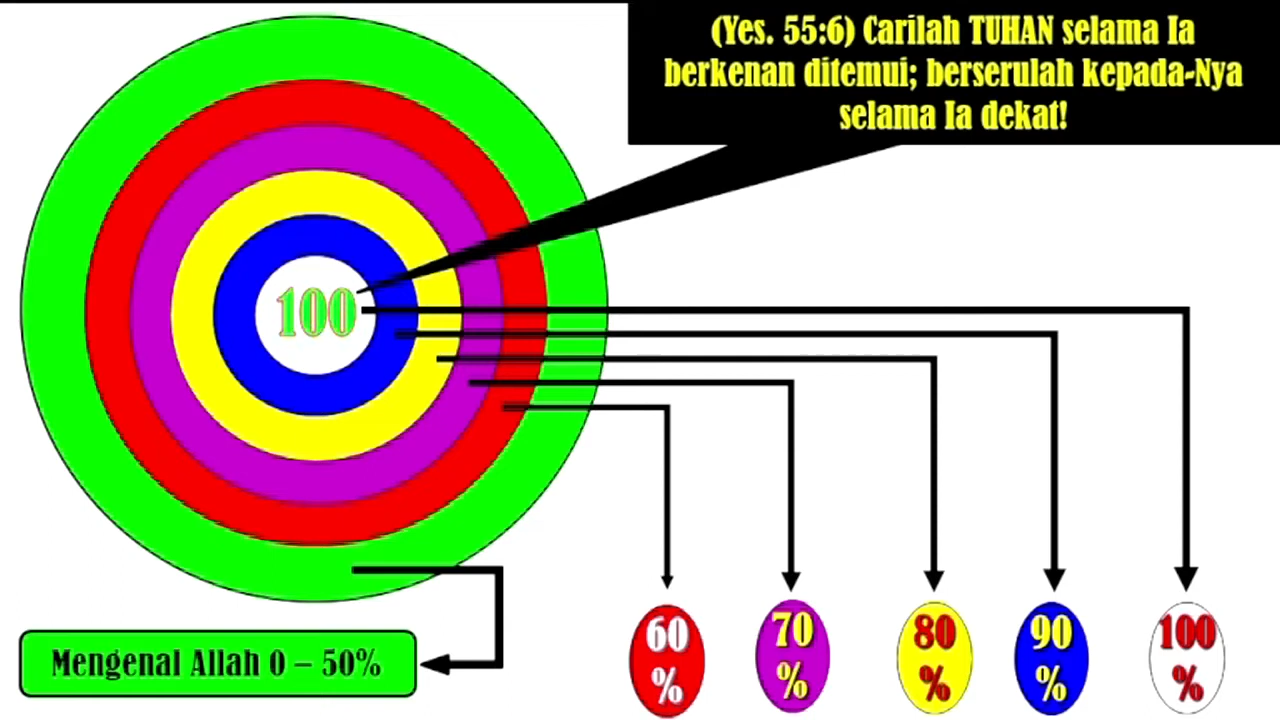 (Yes. 55:6) Carilah TUHAN selama Ia
berkenan ditemui; berserulah kepada-Nya
selama Ia dekat!
100
Mengenal Allah 0 – 50%
60
%
70
%
80
%
90
%
100
%